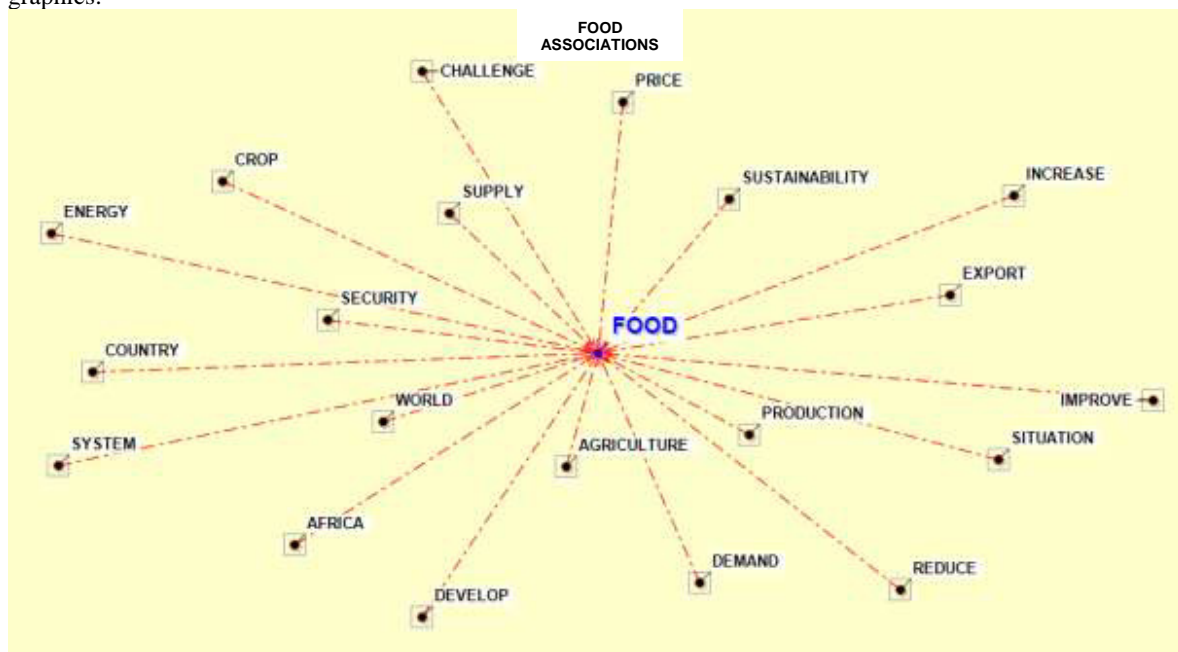 graphics.
FOOD
ASSOCIATIONS
CHALLENGE
PRICE
CROP
SUPPLY
SUSTAINABILITY
INCREASE
ENERGY
EXPORT
SECURITY
FOOD
COUNTRY
WORLD
IMPROVE
PRODUCTION
SYSTEM
AGRICULTURE
SITUATION
AFRICA
DEMAND
REDUCE
DEVELOP